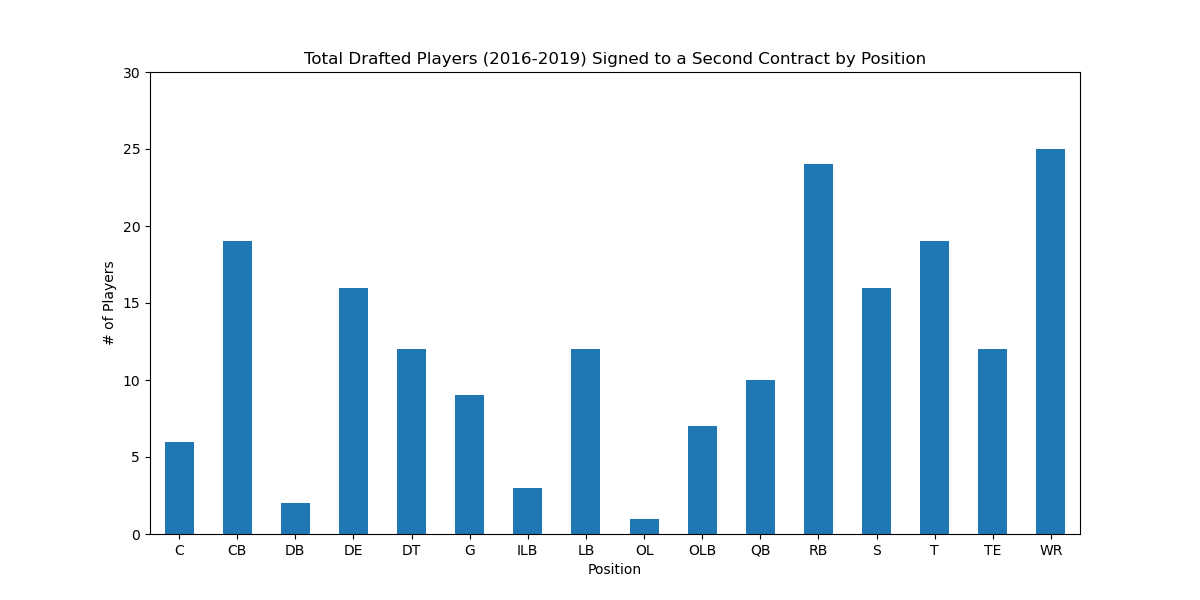 Total Drafted Players (2016-2019) Signed to a Second Contract by Position
30
25
20
15
10
5
0
# of Players
C CB DB DE DT G ILB LB OL OLB QB RB S T TE WR
Position